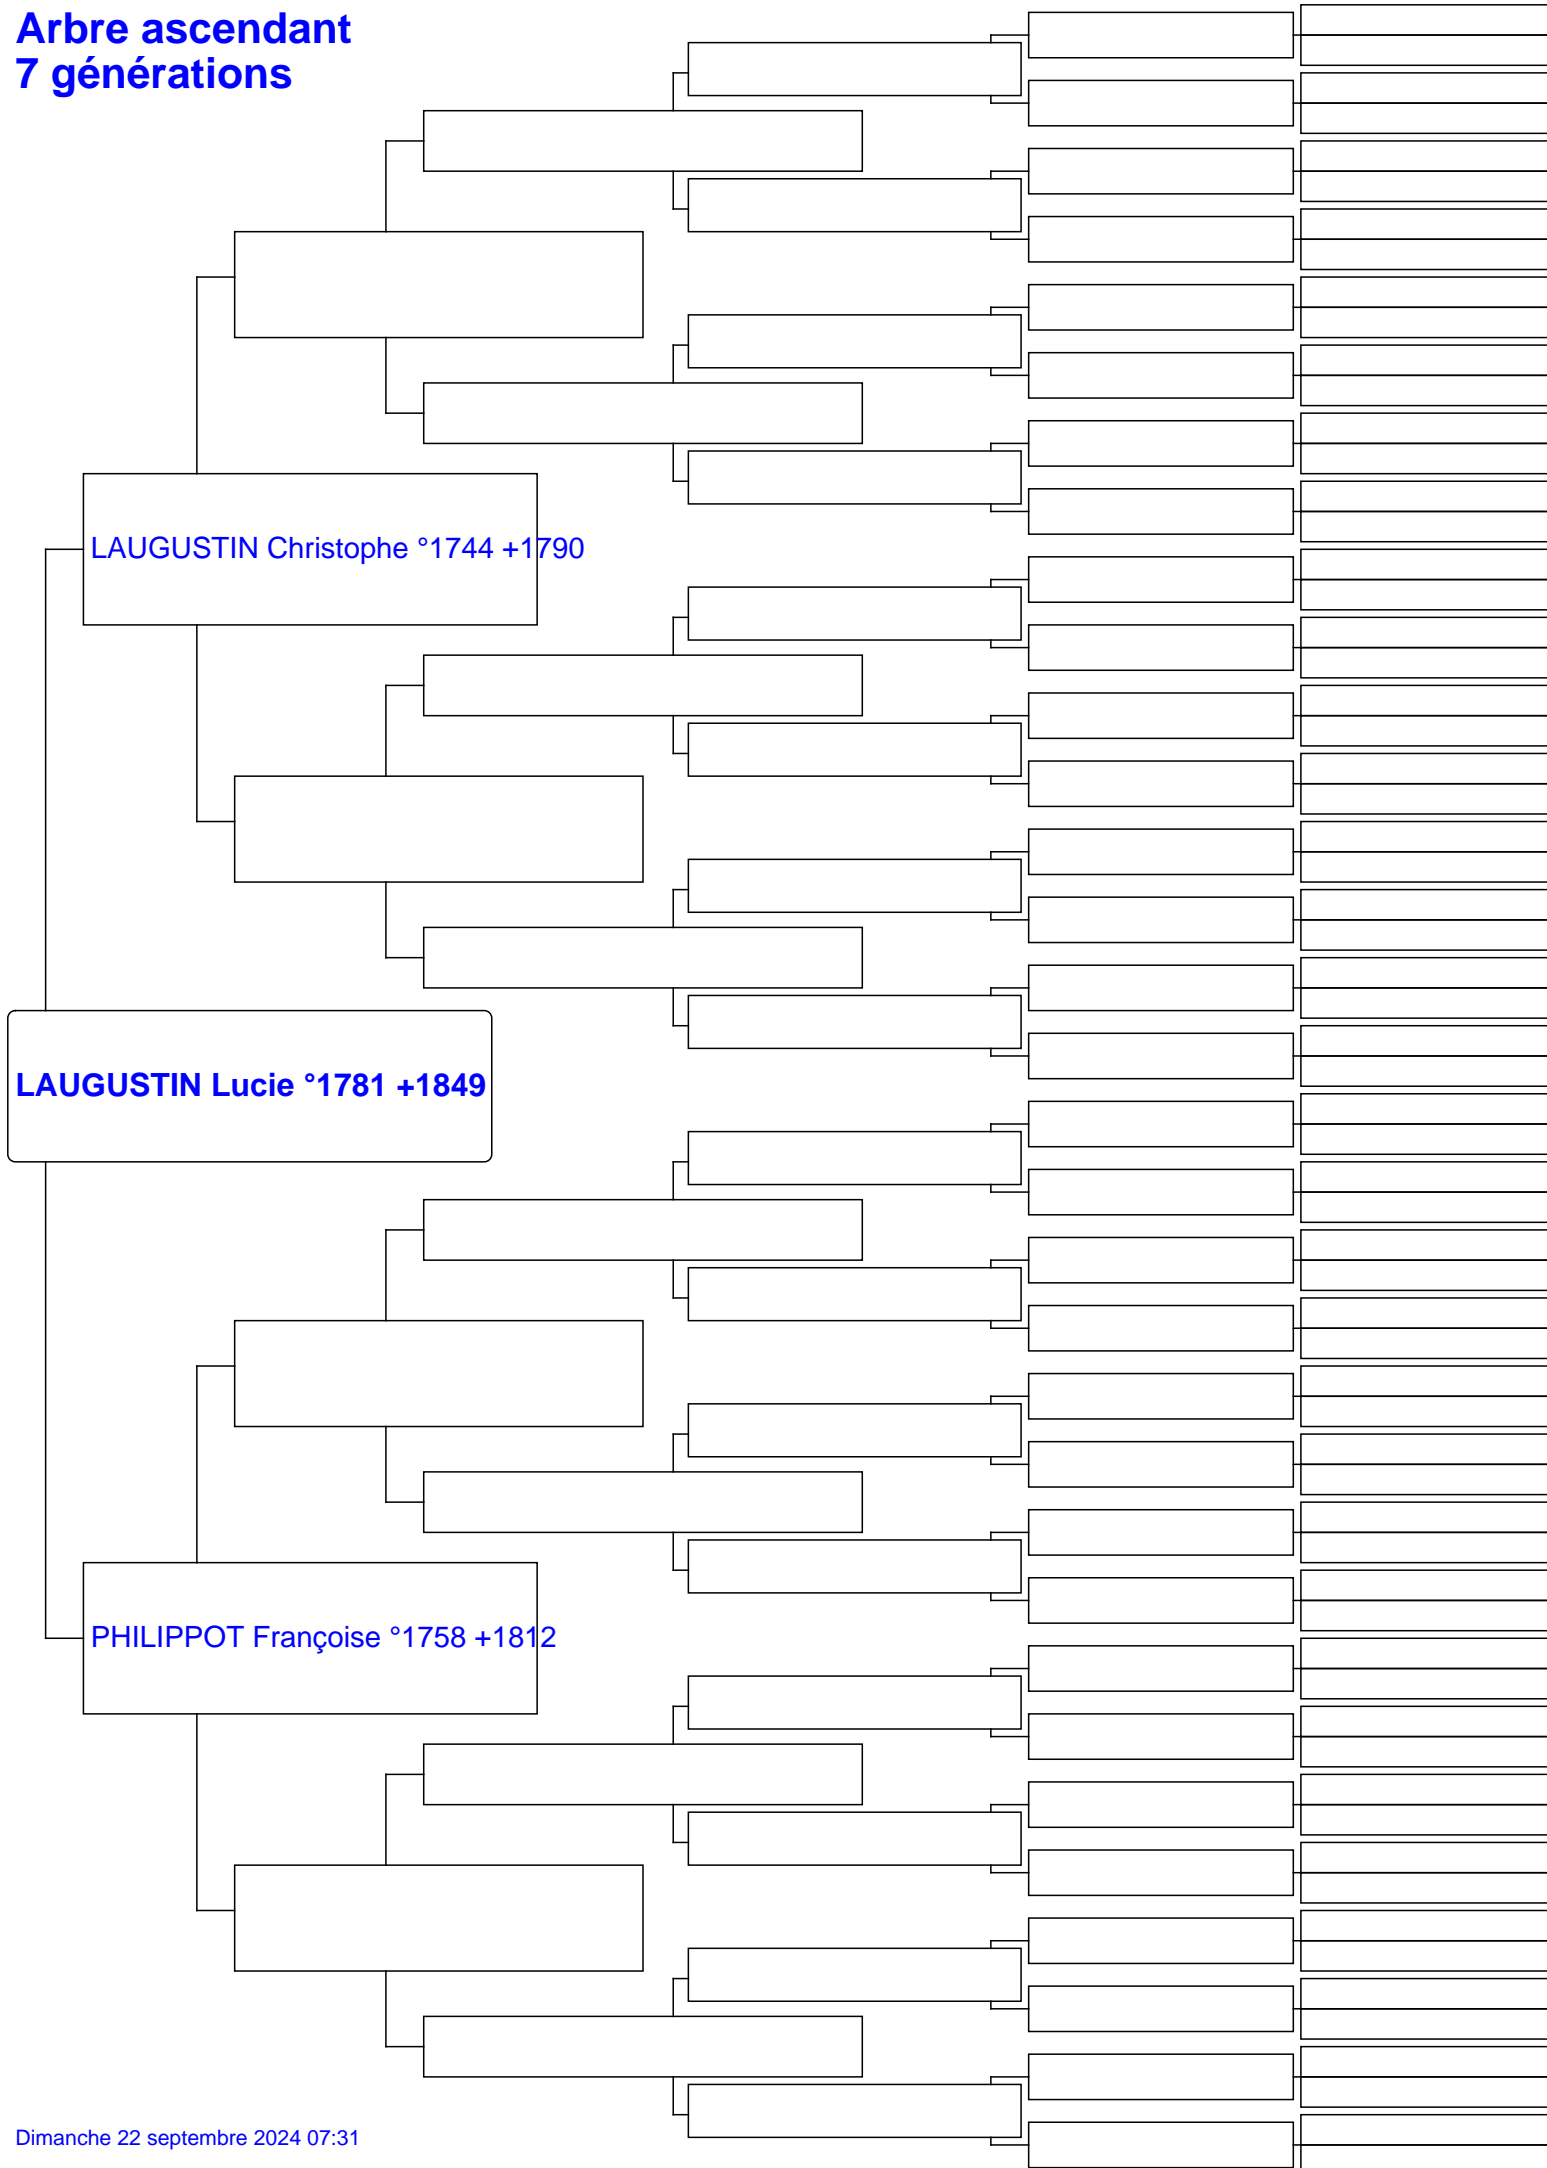 Arbre ascendant
7 générations
LAUGUSTIN Christophe °1744 +1790
LAUGUSTIN Lucie °1781 +1849
PHILIPPOT Françoise °1758 +1812
Dimanche 22 septembre 2024 07:31